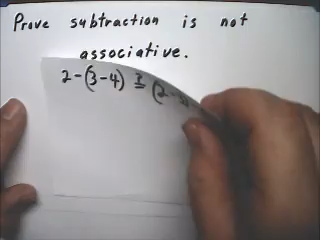 Prove subtraction is not
associative.
2-(3-4) ≟ (2-